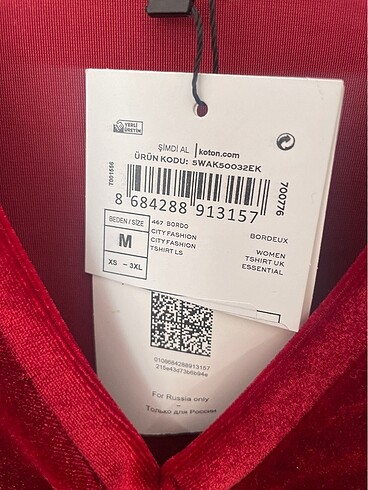 YERLİ
ÜRETİM
ŞİMDİ AL | koton.com
ÜRÜN KODU: 5WAK50032EK
7001556
700776
8 684288 913157
BEDEN / SIZE
M
XS - 3XL
467 BORDO
CITY FASHION
CITY FASHION
TSHIRT LS
BORDEUX
WOMEN
TSHIRT UK
ESSENTIAL
0108684288913157
215e43d73b6b94e
For Russia only
–
Только для России